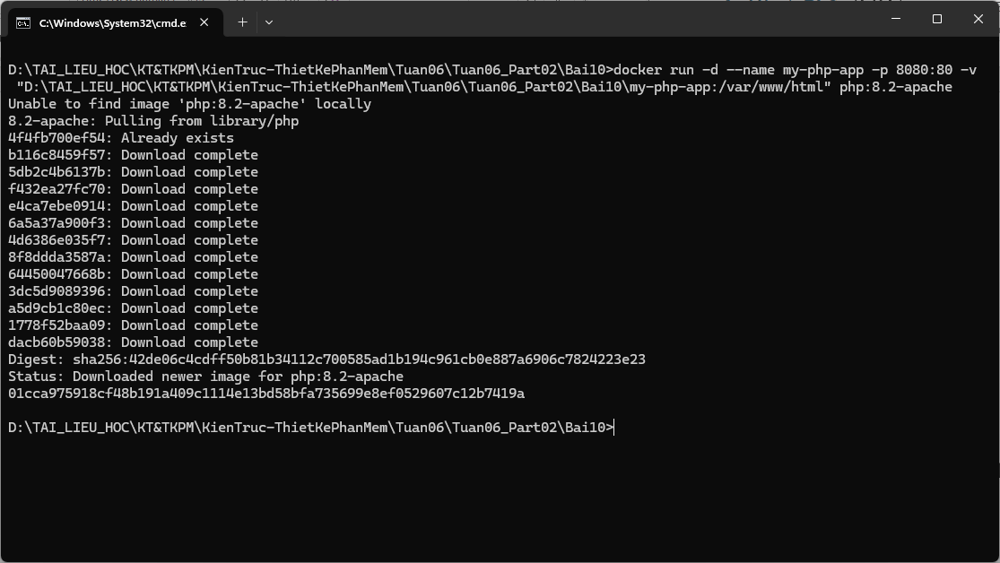 C:\Windows\System32\cmd.e
D:\TAI_LIEU_HOC\KT&TKPM\KienTruc-ThietKePhanMem\Tuan06\Tuan06_Part02\Bai10>docker run -d --name my-php-app -p 8080:80 -v
"D:\TAI_LIEU_HOC\KT&TKPM\KienTruc-ThietKePhanMem\Tuan06\Tuan06_Part02\Bai10\my-php-app:/var/www/html" php:8.2-apache
Unable to find image 'php:8.2-apache' locally
8.2-apache: Pulling from library/php
4f4fb700ef54: Already exists
b116c8459f57: Download complete
5db2c4b6137b: Download complete
f432ea27fc70: Download complete
e4ca7ebe0914: Download complete
6a5a37a900f3: Download complete
4d6386e035f7: Download complete
8f8ddda3587a: Download complete
64450047668b: Download complete
3dc5d9089396: Download complete
a5d9cb1c80ec: Download complete
1778f52baa09: Download complete
dacb60b59038: Download complete
Digest: sha256:42de06c4cdff50b81b34112c700585ad1b194c961cb0e887a6906c7824223e23
Status: Downloaded newer image for php:8.2-apache
01cca975918cf48b191a409c1114e13bd58bfa735699e8ef0529607c12b7419a
D:\TAI_LIEU_HOC\KT&TKPM\KienTruc-ThietKePhanMem\Tuan06\Tuan06_Part02\Bai10>